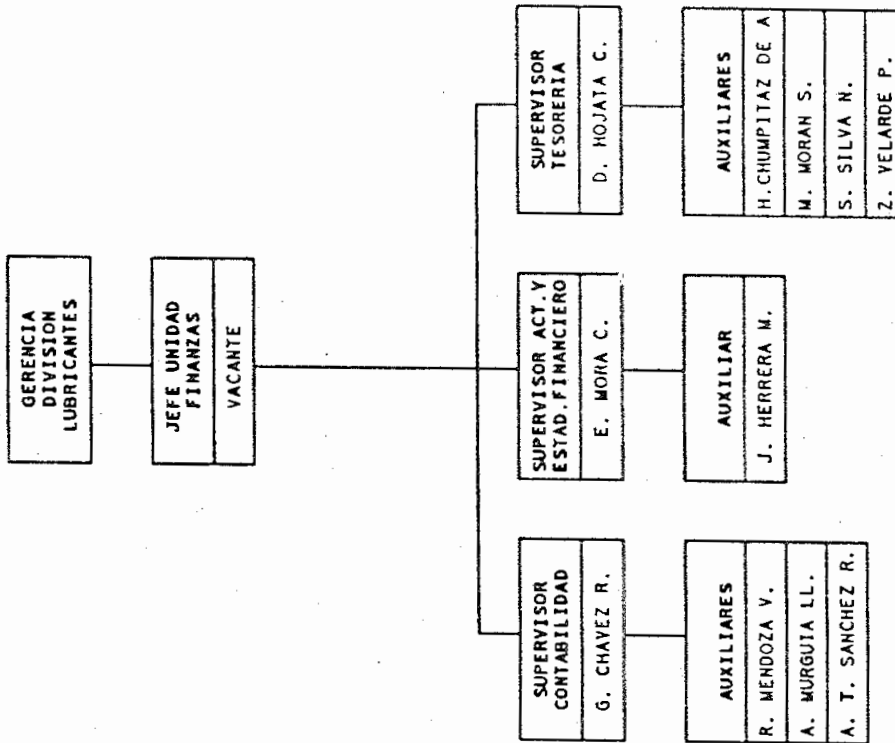 GERENCIA
DIVISION
LUBRICANTES
JEFE UNIDAD
FINANZAS
VACANTE
SUPERVISOR
CONTABILIDAD
G. CHAVEZ R.
AUXILIARES
R. MENDOZA V.
A. MURGUIA LL.
A. T. SANCHEZ R.
SUPERVISOR ACT. Y
ESTAD. FINANCIERO
E. MORA C.
AUXILIAR
J. HERRERA M.
SUPERVISOR
TESORERIA
D. HOJATA C.
AUXILIARES
H. CHUMPITAZ DE A
M. MORAN S.
S. SILVA N.
Z. VELARDE P.